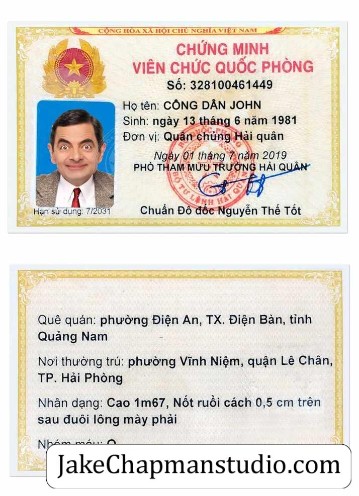 CỘNG HÒA XÃ HỘI CHỦ NGHĨA VIỆT NAM
CHỨNG MINH
VIÊN CHỨC QUỐC PHÒNG
Số: 328100461449
Họ tên: CÔNG DÂN JOHN
Sinh: ngày 13 tháng 6 năm 1981
Đơn vị: Quân chủng Hải quân
Ngày 01 tháng 7 năm 2019
PHÓ THAM MƯU TRƯỞNG HẢI QUÂN
Hạn sử dụng: 7/2031
Chuẩn Đô đốc Nguyễn Thế Tốt
Quê quán: phường Điện An, TX. Điện Bàn, tỉnh
Quảng Nam
Nơi thường trú: phường Vĩnh Niệm, quận Lê Chân,
TP. Hải Phòng
Nhân dạng: Cao 1m67, Nốt ruồi cách 0,5 cm trên
sau đuôi lông mày phải
Nhóm máu: O
JakeChapmanstudio.com